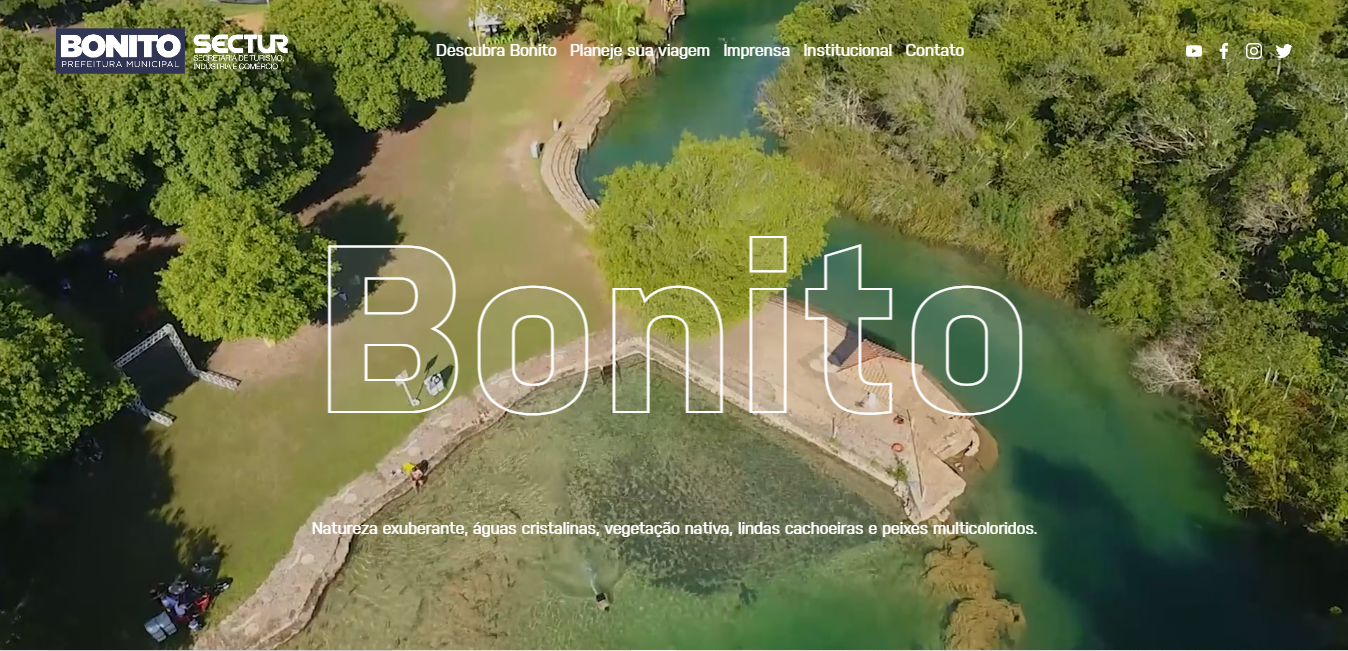 BONITO
PREFEITURA MUNICIPAL
SECTUR
SECRETARIA DE TURISMO,
INDÚSTRIA E COMÉRCIO
Descubra Bonito Planeje sua viagem Imprensa Institucional Contato
Bonito
Natureza exuberante, águas cristalinas, vegetação nativa, lindas cachoeiras e peixes multicoloridos.